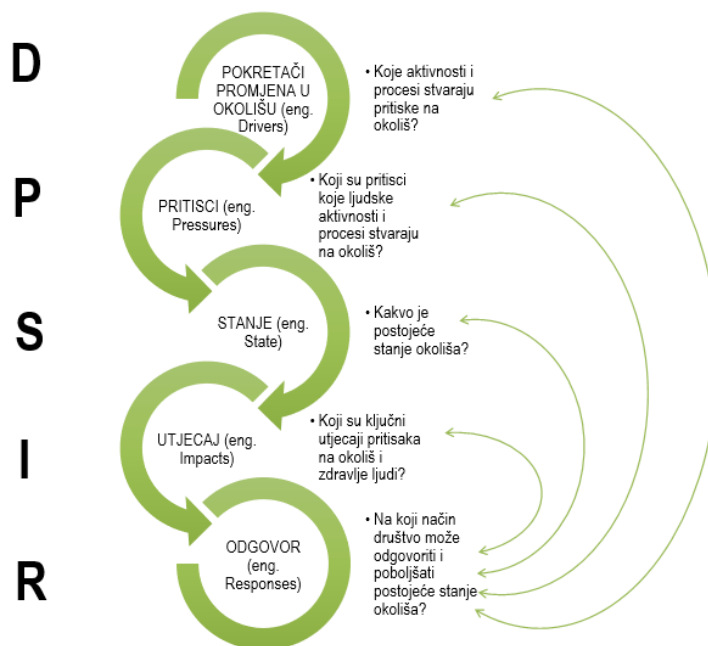 D
POKRETAČI
PROMJENA U
OKOLIŠU (eng.
Drivers)
• Koje aktivnosti i
procesi stvaraju
pritiske na
okoliš?
P
PRITISCI (eng.
Pressures)
• Koji su pritisci
koje ljudske
aktivnosti i
procesi stvaraju
na okoliš?
S
STANJE (eng.
State)
• Kakvo je
postojeće
stanje okoliša?
I
UTJECAJ (eng.
Impacts)
• Koji su ključni
utjecaji pritisaka
na okoliš i
zdravlje ljudi?
R
ODGOVOR
(eng.
Responses)
• Na koji način
društvo može
odgovoriti i
poboljšati
postojeće stanje
okoliša?